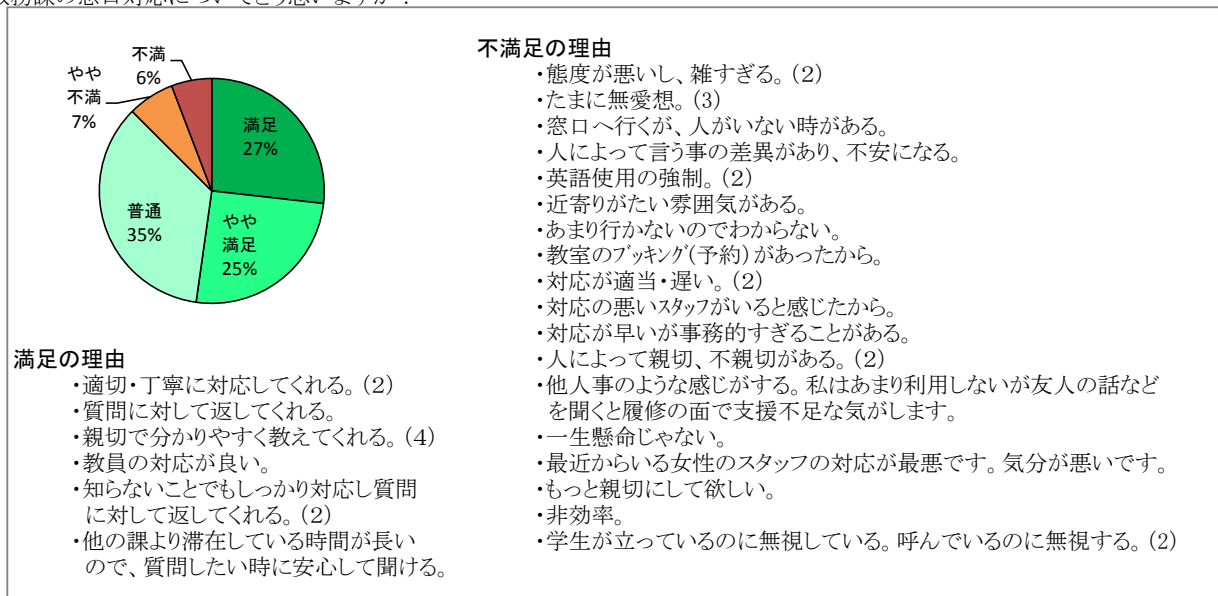 務課の窓口対応についてどう思いますか？
不満
6%
やや
不満
7%
満足
27%
普通
35%
やや
満足
25%
満足の理由
・適切・丁寧に対応してくれる。(2)
・質問に対して返してくれる。
・親切で分かりやすく教えてくれる。(4)
・教員の対応が良い。
・知らないことでもしっかり対応し質問
に対して返してくれる。(2)
・他の課より滞在している時間が長い
ので、質問したい時に安心して聞ける。
不満足の理由
・態度が悪いし、雑すぎる。(2)
・たまに無愛想。(3)
・窓口へ行くが、人がいない時がある。
・人によって言う事の差異があり、不安になる。
・英語使用の強制。(2)
・近寄りがたい雰囲気がある。
・あまり行かないのでわからない。
・教室のﾌﾞｯｷﾝｸﾞ(予約)があったから。
・対応が適当・遅い。(2)
・対応の悪いｽﾀｯﾌがいると感じたから。
・対応が早いが事務的すぎることがある。
・人によって親切、不親切がある。(2)
・他人事のような感じがする。私はあまり利用しないが友人の話など
を聞くと履修の面で支援不足な気がします。
・一生懸命じゃない。
・最近からいる女性のスタッフの対応が最悪です。気分が悪いです。
・もっと親切にして欲しい。
・非効率。
・学生が立っているのに無視している。呼んでいるのに無視する。(2)